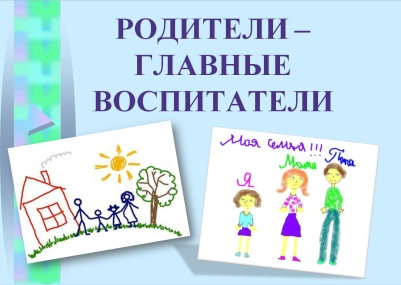 РОДИТЕЛИ –
ГЛАВНЫЕ
ВОСПИТАТЕЛИ
Моя семья!!!
Мама Папа
Я